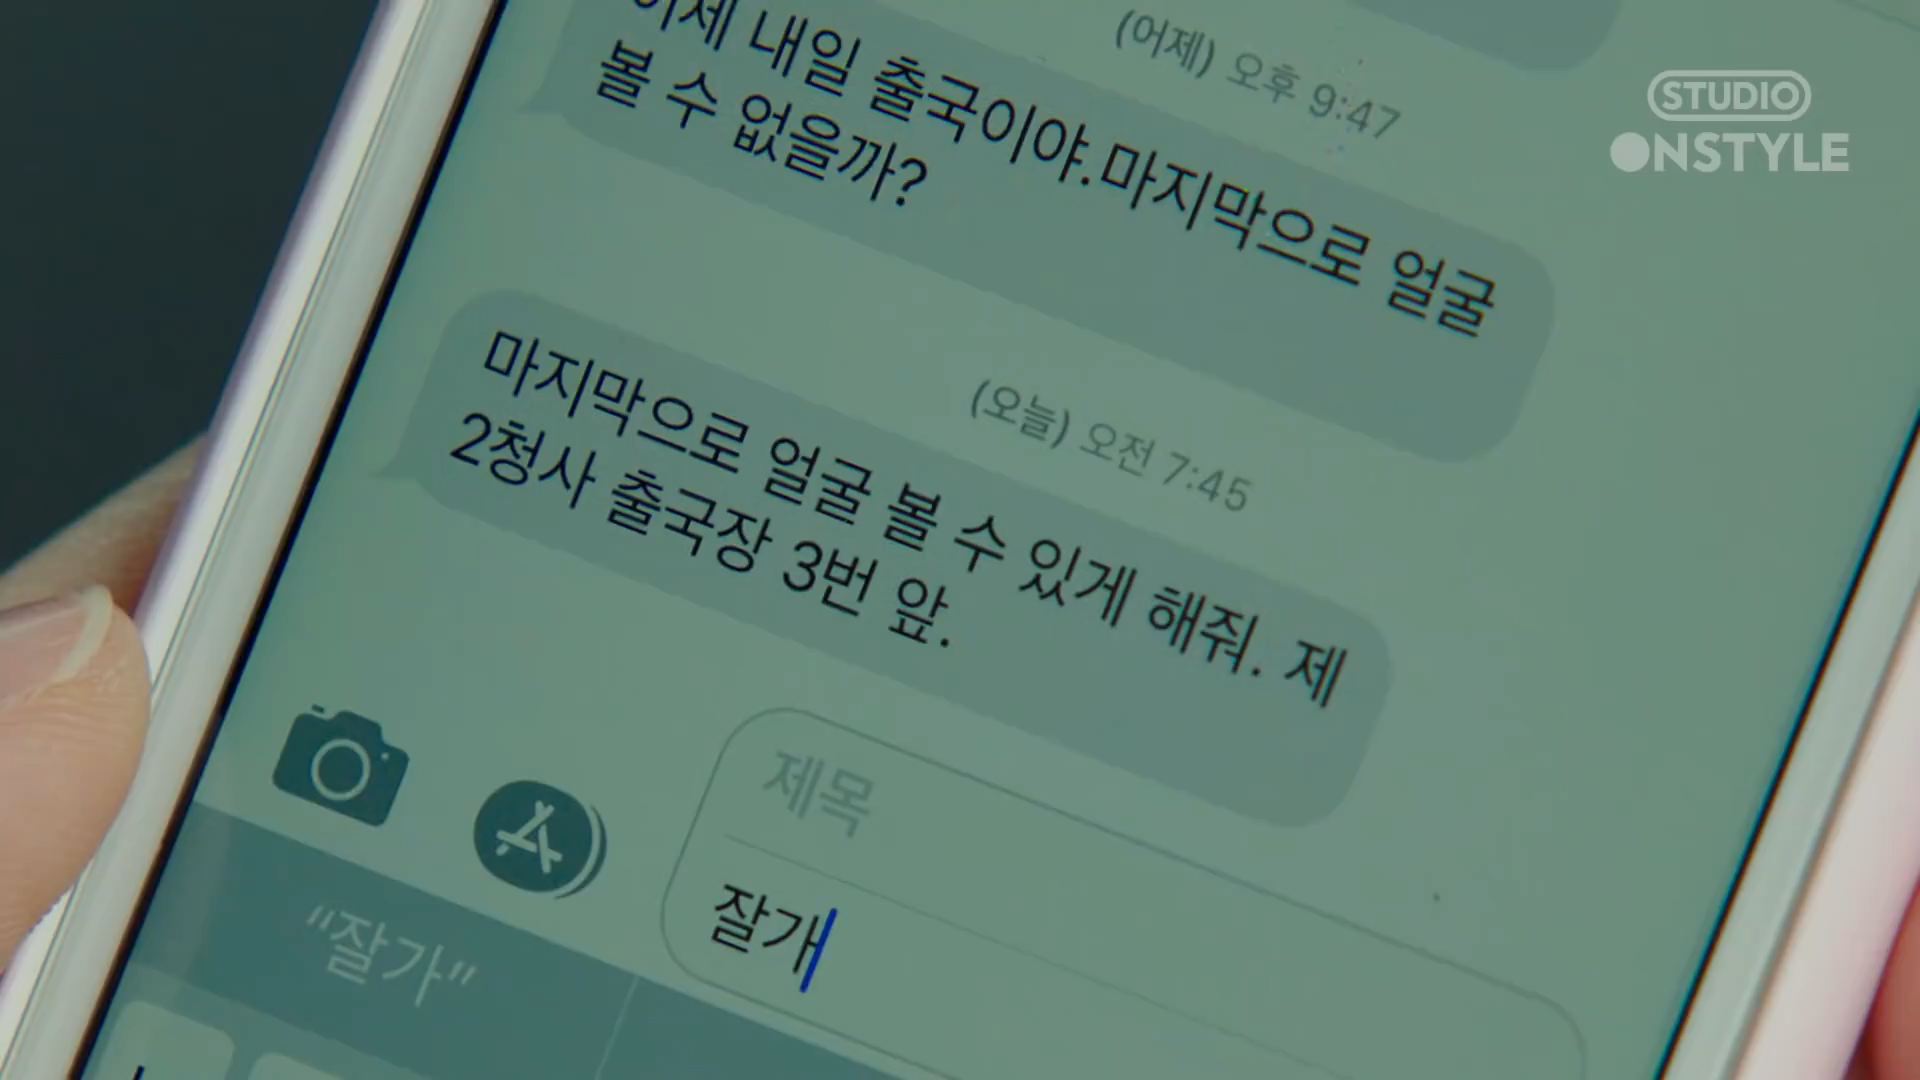 (어제) 오후 9:47
내일 출국이야.마지막으로 얼굴
볼 수 없을까?
(오늘) 오전 7:45
마지막으로 얼굴 볼 수 있게 해줘. 제
2청사 출국장 3번 앞.
제목
잘가
"잘가"
STUDIO
ONSTYLE